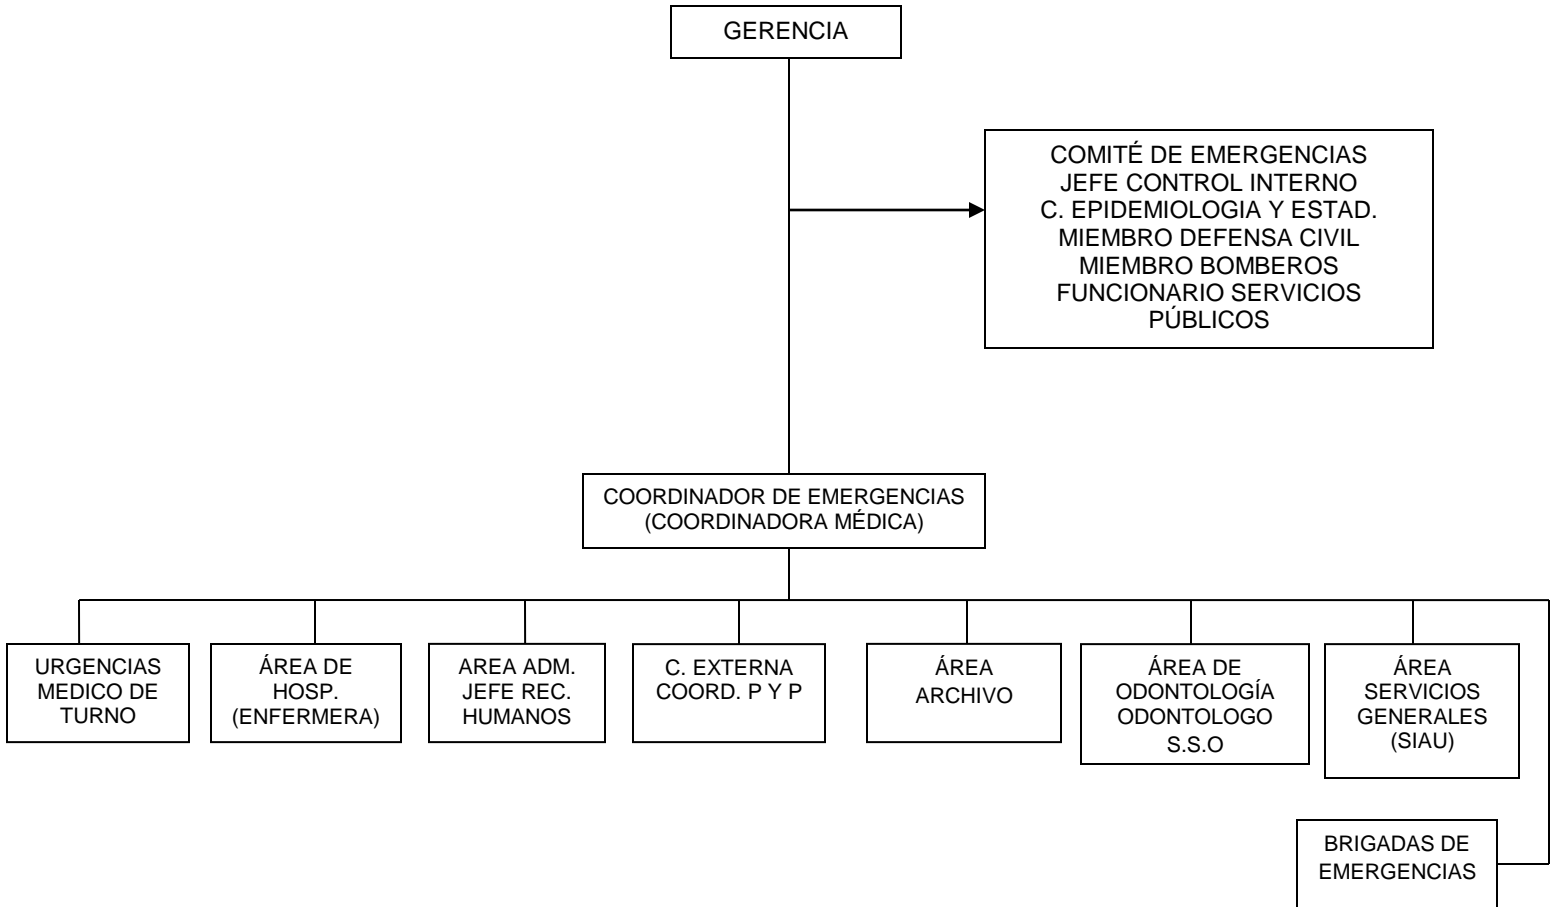 GERENCIA
COMITÉ DE EMERGENCIAS
JEFE CONTROL INTERNO
C. EPIDEMIOLOGIA Y ESTAD.
MIEMBRO DEFENSA CIVIL
MIEMBRO BOMBEROS
FUNCIONARIO SERVICIOS
PÚBLICOS
COORDINADOR DE EMERGENCIAS
(COORDINADORA MÉDICA)
URGENCIAS
MEDICO DE
TURNO
ÁREA DE
HOSP.
(ENFERMERA)
AREA ADM.
JEFE REC.
HUMANOS
C. EXTERNA
COORD. P Y P
ÁREA
ARCHIVO
ÁREA DE
ODONTOLOGÍA
ODONTOLOGO
S.S.O
ÁREA
SERVICIOS
GENERALES
(SIAU)
BRIGADAS DE
EMERGENCIAS